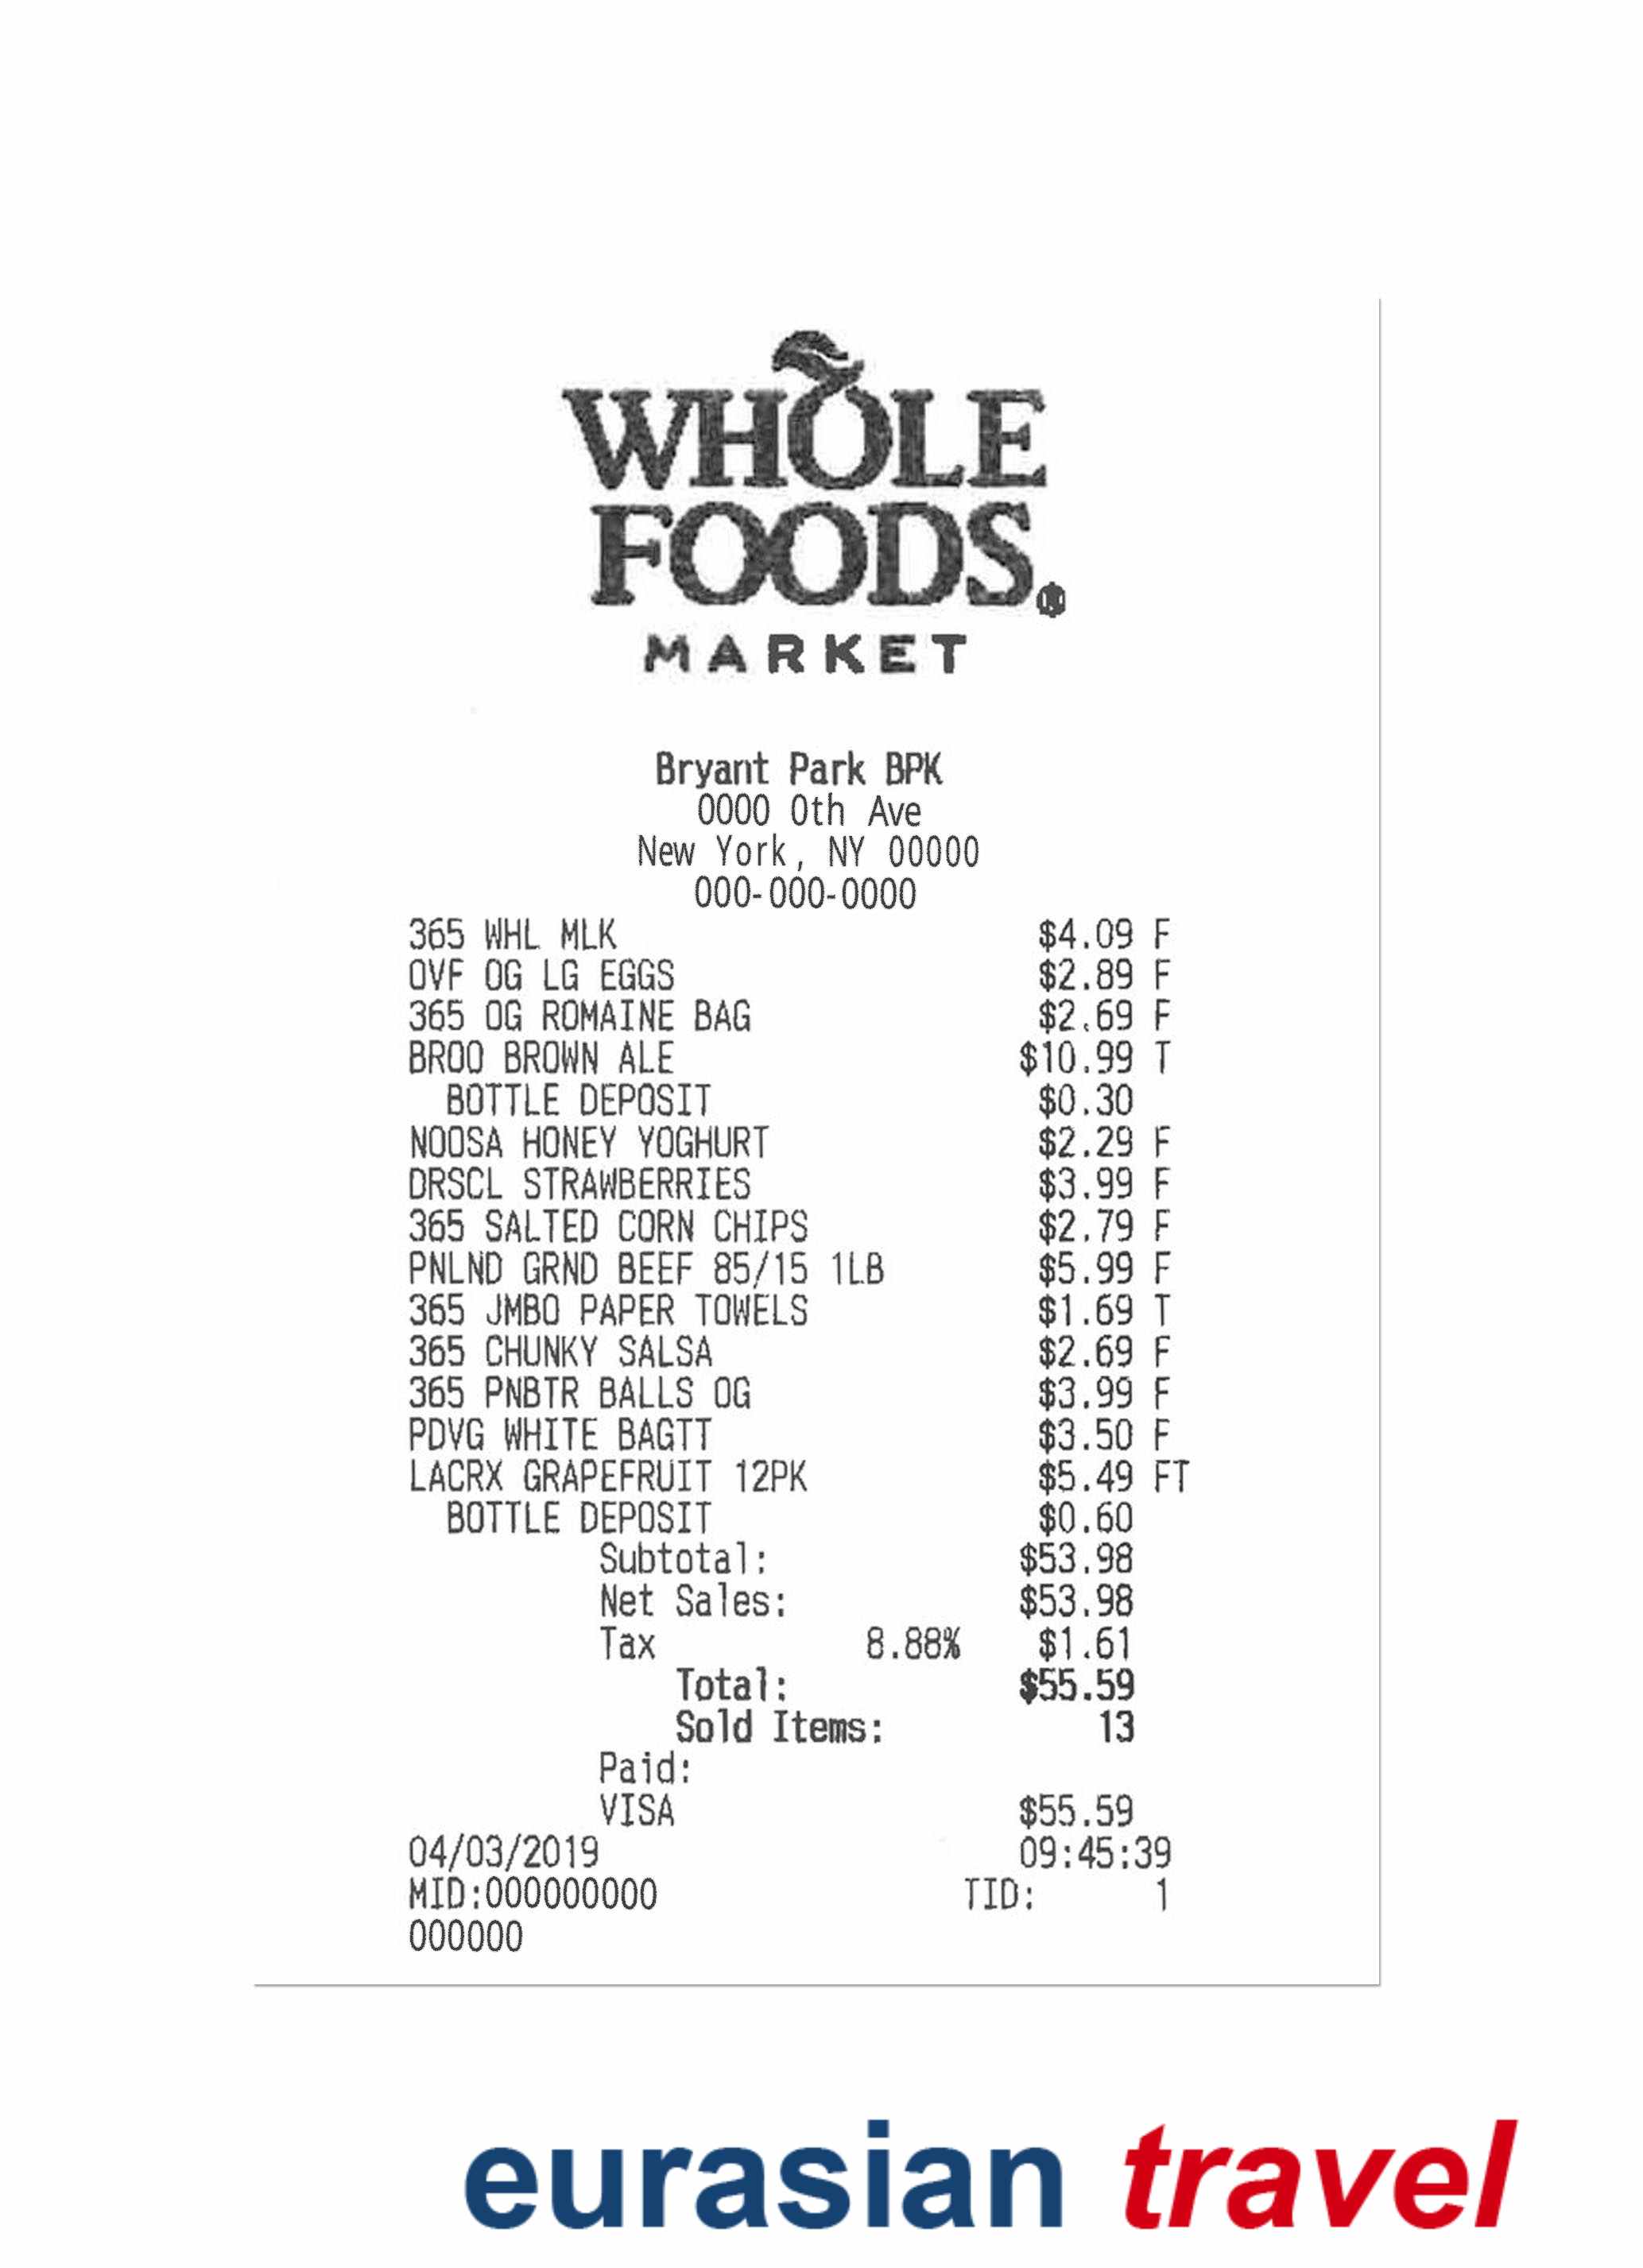 WHOLE
FOODS
MARKET
Bryant Park BPK
0000 0th Ave
New York, NY 00000
000-000-0000
365 WHL MLK $4.09 F
OVF OG LG EGGS $2.89 F
365 OG ROMAINE BAG $2.69 F
BROO BROWN ALE $10.99 T
BOTTLE DEPOSIT $0.30
NOOSA HONEY YOGHURT $2.29 F
DRSCL STRAWBERRIES $3.99 F
365 SALTED CORN CHIPS $2.79 F
PNLND GRND BEEF 85/15 1LB $5.99 F
365 JMBO PAPER TOWELS $1.69 T
365 CHUNKY SALSA $2.69 F
365 PNBTR BALLS OG $3.99 F
PDVG WHITE BAGTT $3.50 F
LACRX GRAPEFRUIT 12PK $5.49 FT
BOTTLE DEPOSIT $0.60
Subtotal: $53.98
Net Sales: $53.98
Tax 8.88% $1.61
Total: $55.59
Sold Items: 13
Paid:
VISA $55.59
04/03/2019 09:45:39
MID:000000000 TID: 1
000000
eurasian travel